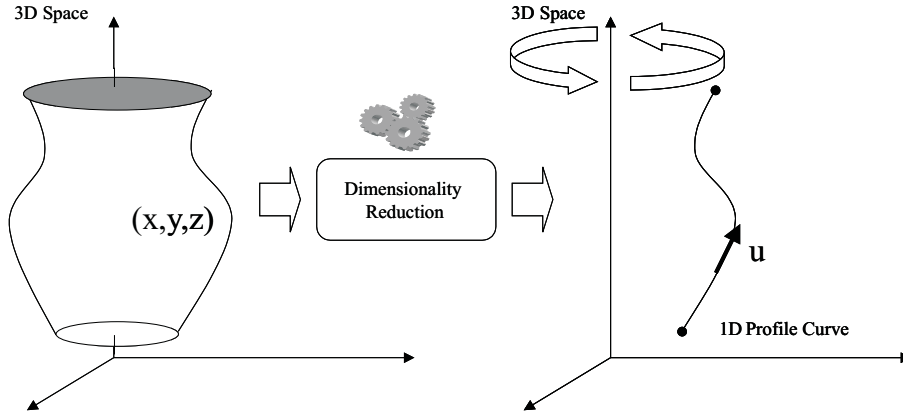 3D Space
3D Space
Dimensionality
Reduction
(x,y,z)
u
1D Profile Curve